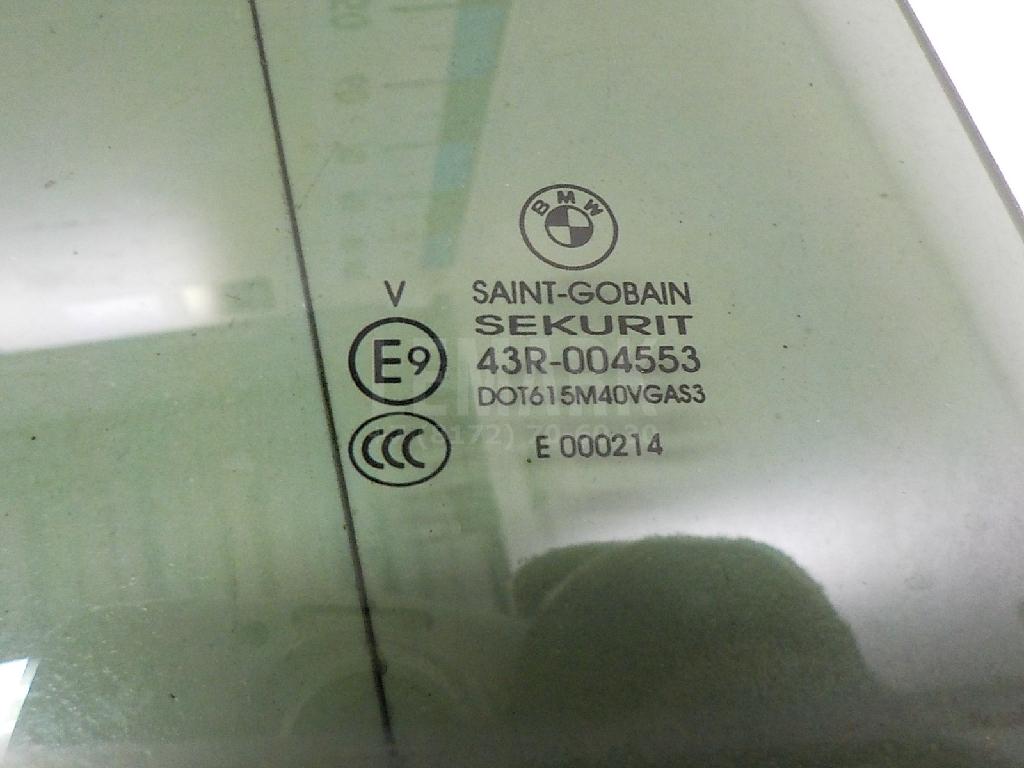 BMW
V
SAINT-GOBAIN
SEKURIT
E9
43R-004553
DOT615M40VGAS3
CCC
E 000214